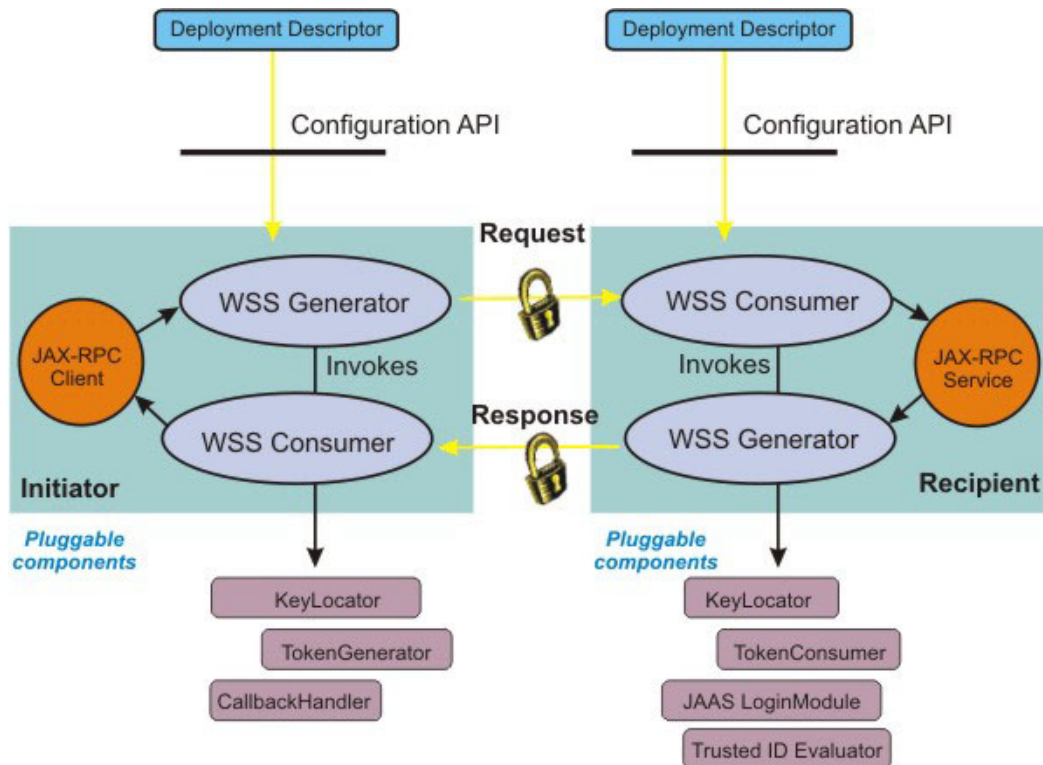 Deployment Descriptor
Deployment Descriptor
Configuration API
Configuration API
Request
WSS Generator
WSS Consumer
JAX-RPC
Client
JAX-RPC
Service
Invokes
Invokes
Response
WSS Consumer
WSS Generator
Initiator
Recipient
Pluggable
components
Pluggable
components
KeyLocator
KeyLocator
TokenGenerator
TokenConsumer
CallbackHandler
JAAS LoginModule
Trusted ID Evaluator